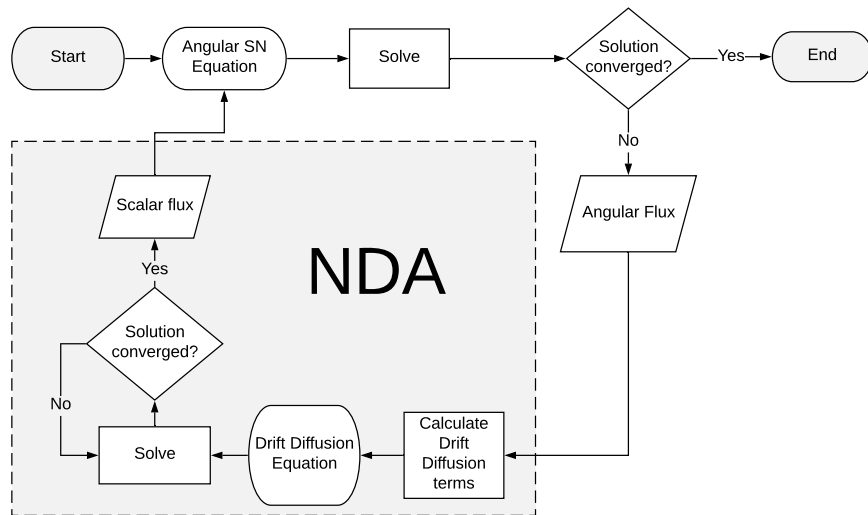 Start
Angular SN
Equation
Solve
Solution
converged?
Yes
End
No
Angular Flux
Scalar flux
NDA
Yes
Solution
converged?
No
Solve
Drift Diffusion
Equation
Calculate
Drift
Diffusion
terms